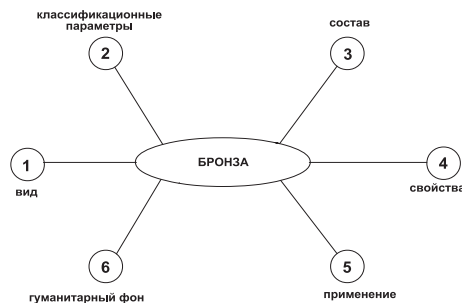 классификационные
параметры
2
состав
3
БРОНЗА
1
вид
4
свойства
6
гуманитарный фон
5
применение